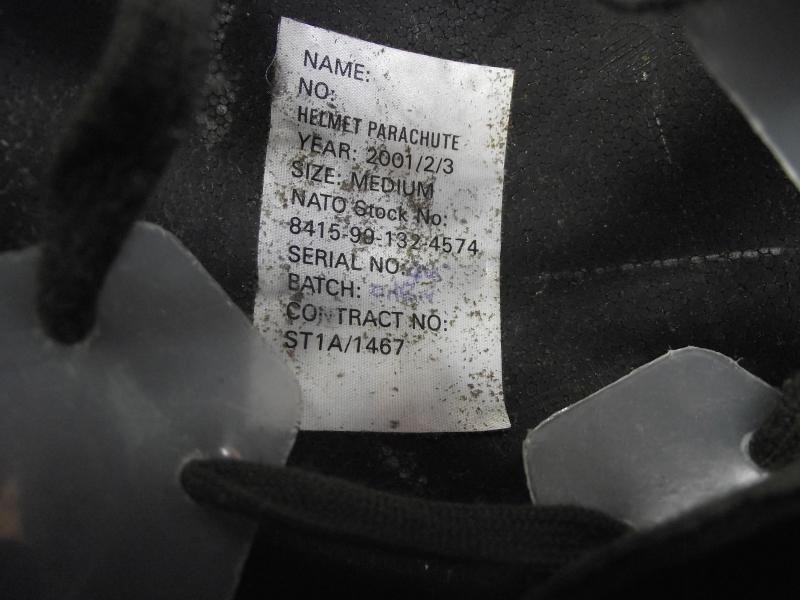 NAME:
NO:
HELMET PARACHUTE
YEAR: 2001/2/3
SIZE: MEDIUM
NATO Stock No:
8415-99-132-4574
SERIAL NO:
BATCH:
CONTRACT NO:
ST1A/1467